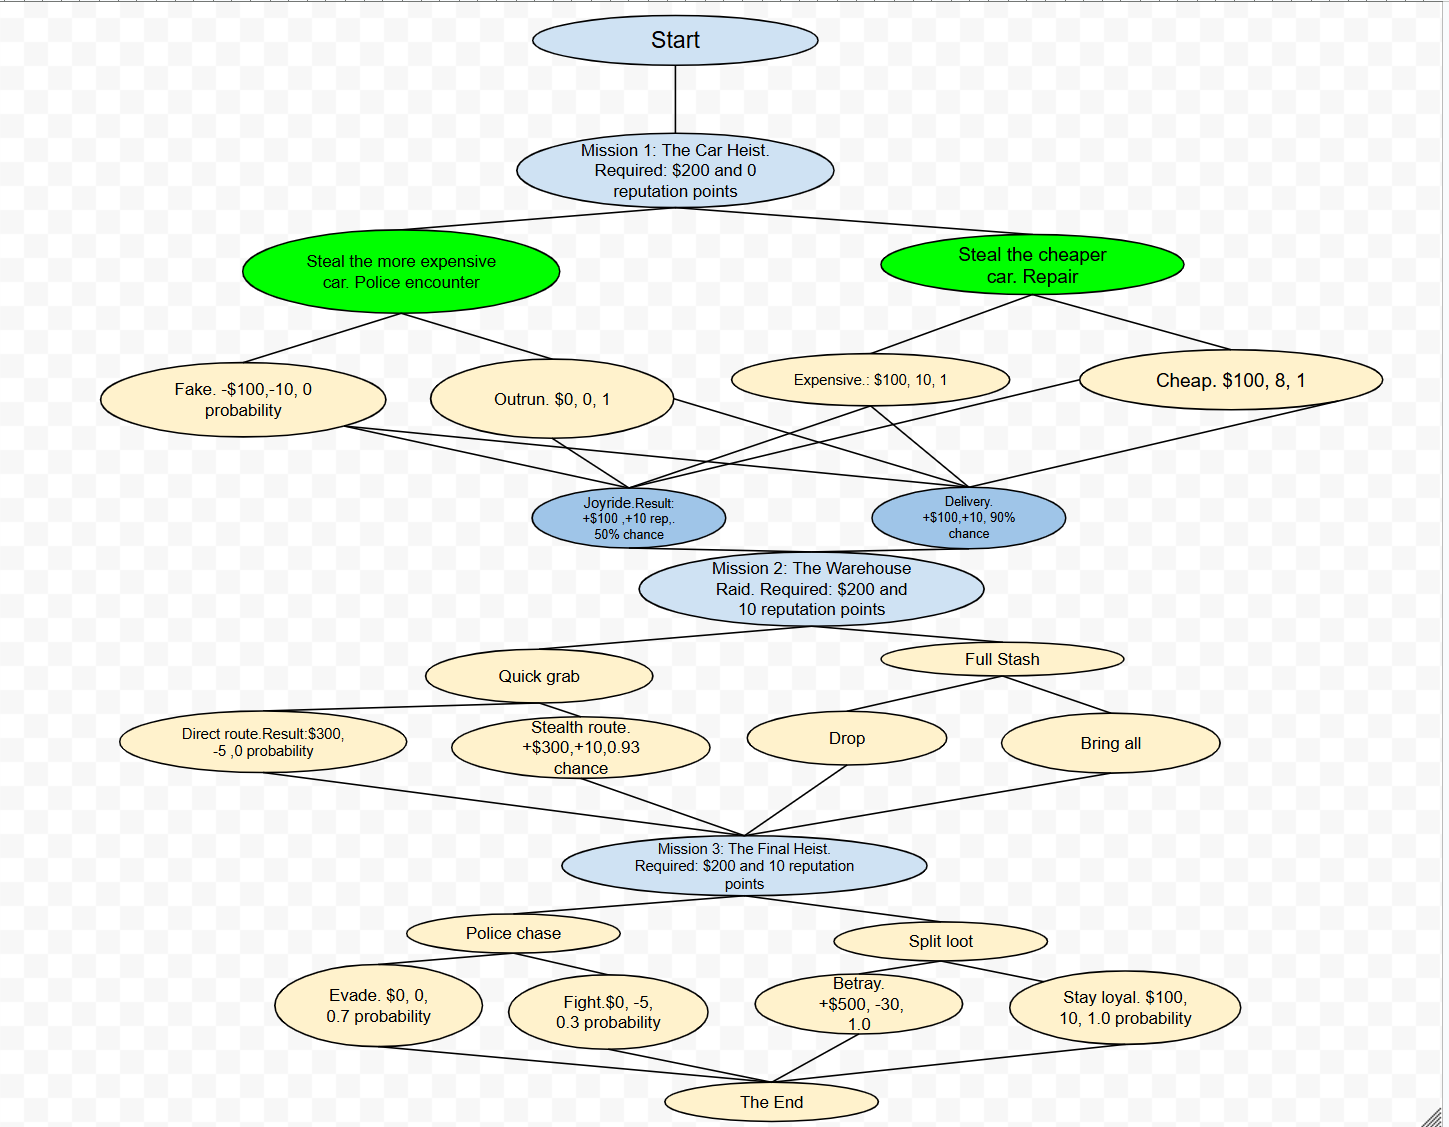 Start
Mission 1: The Car Heist.
Required: $200 and 0
reputation points
Steal the more expensive
car. Police encounter
Steal the cheaper
car. Repair
Fake. -$100,-10, 0
probability
Outrun. $0, 0, 1
Expensive.: $100, 10, 1
Cheap. $100, 8, 1
Joyride.Result:
+$100 ,+10 rep,.
50% chance
Delivery.
+$100,+10, 90%
chance
Mission 2: The Warehouse
Raid. Required: $200 and
10 reputation points
Quick grab
Full Stash
Direct route.Result:$300,
-5 ,0 probability
Stealth route.
+$300,+10,0.93
chance
Drop
Bring all
Mission 3: The Final Heist.
Required: $200 and 10 reputation
points
Police chase
Split loot
Evade. $0, 0,
0.7 probability
Fight.$0, -5,
0.3 probability
Betray.
+$500, -30,
1.0
Stay loyal. $100,
10, 1.0 probability
The End